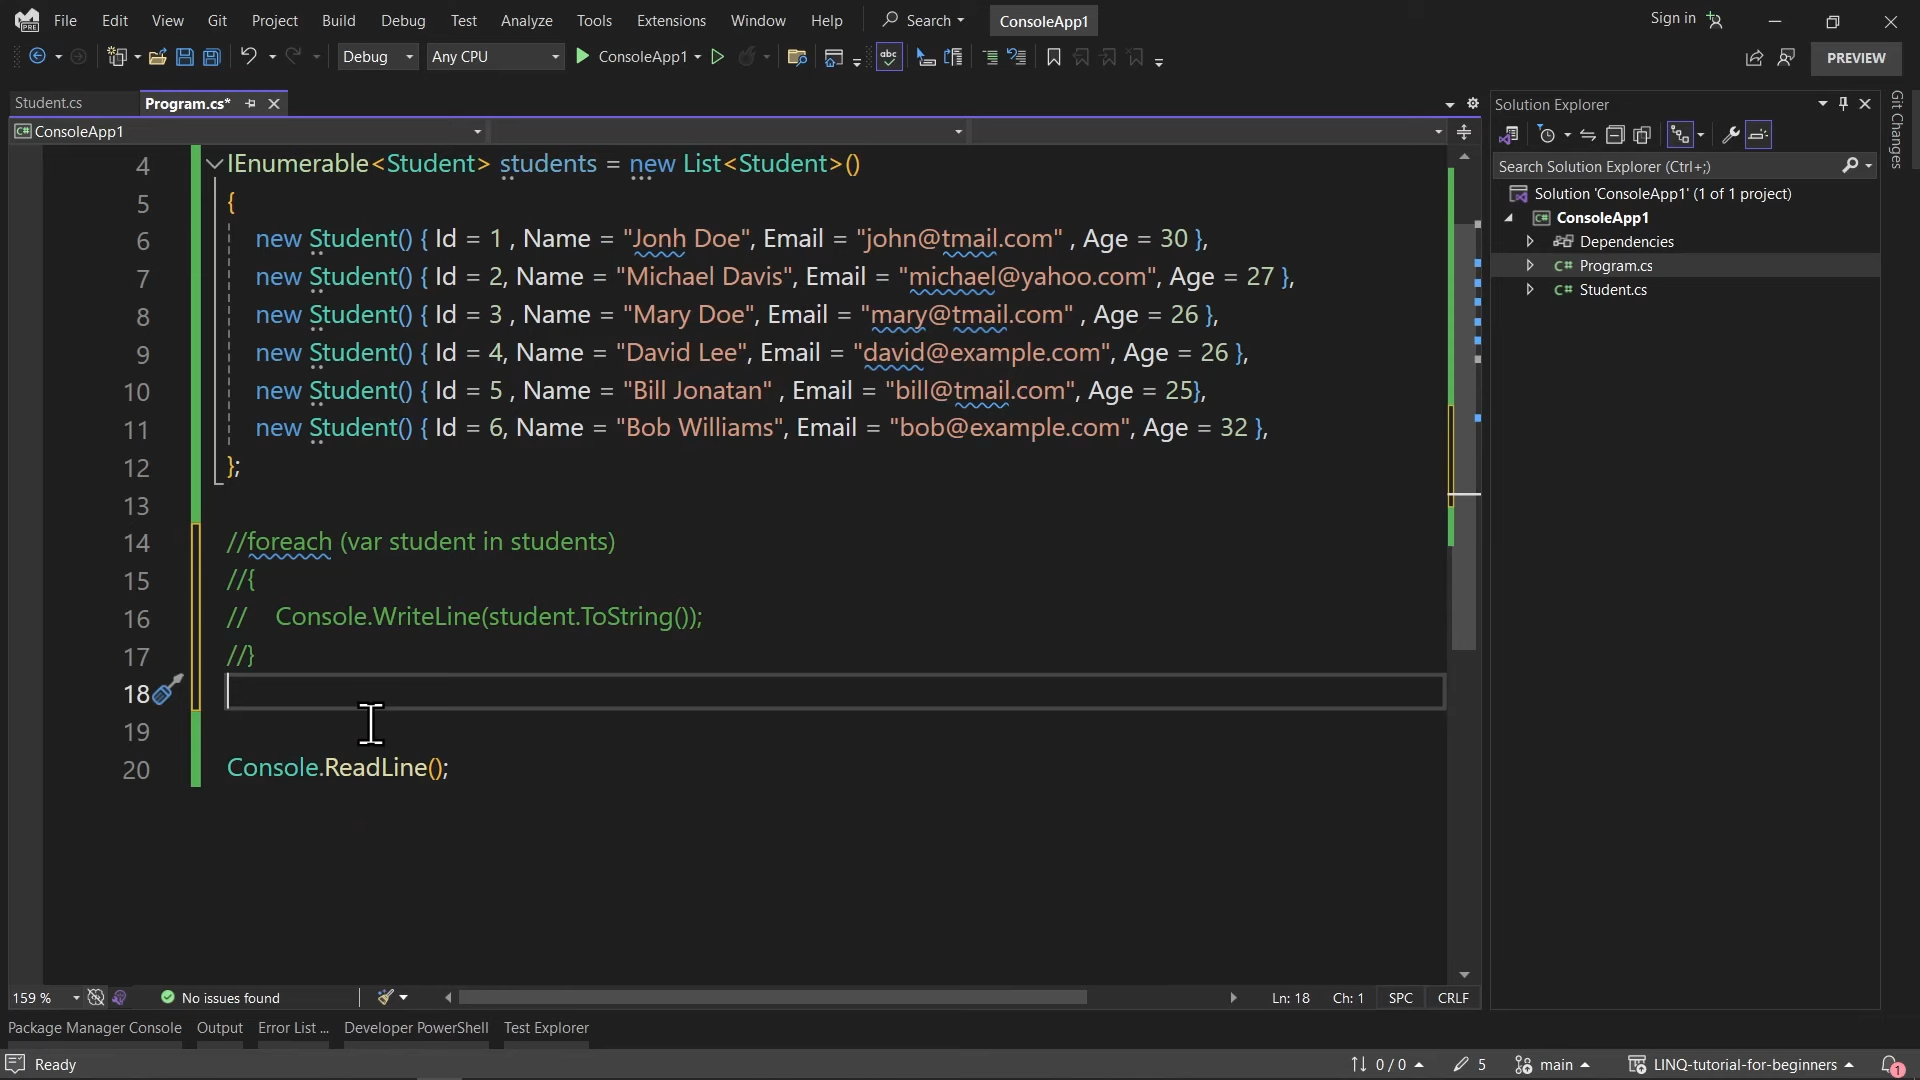 File Edit View Git Project Build Debug Test Analyze Tools Extensions Window Help Search ConsoleApp1 Sign in
PRE
Debug Any CPU ConsoleApp1 abc PREVIEW
Student.cs Program.cs* Solution Explorer
C# ConsoleApp1
Search Solution Explorer (Ctrl+;)
Solution 'ConsoleApp1' (1 of 1 project)
C# ConsoleApp1
Dependencies
C# Program.cs
C# Student.cs
Git Changes
4 IEnumerable<Student> students = new List<Student>()
5 {
6 new Student() { Id = 1 , Name = "Jonh Doe", Email = "john@tmail.com" , Age = 30 },
7 new Student() { Id = 2, Name = "Michael Davis", Email = "michael@yahoo.com", Age = 27 },
8 new Student() { Id = 3 , Name = "Mary Doe", Email = "mary@tmail.com" , Age = 26 },
9 new Student() { Id = 4, Name = "David Lee", Email = "david@example.com", Age = 26 },
10 new Student() { Id = 5 , Name = "Bill Jonatan" , Email = "bill@tmail.com", Age = 25},
11 new Student() { Id = 6, Name = "Bob Williams", Email = "bob@example.com", Age = 32 },
12 };
13
14 //foreach (var student in students)
15 //{
16 // Console.WriteLine(student.ToString());
17 //}
18
19
20 Console.ReadLine();
159 % No issues found Ln: 18 Ch: 1 SPC CRLF
Package Manager Console Output Error List ... Developer PowerShell Test Explorer
Ready 0 / 0 5 main LINQ-tutorial-for-beginners 1